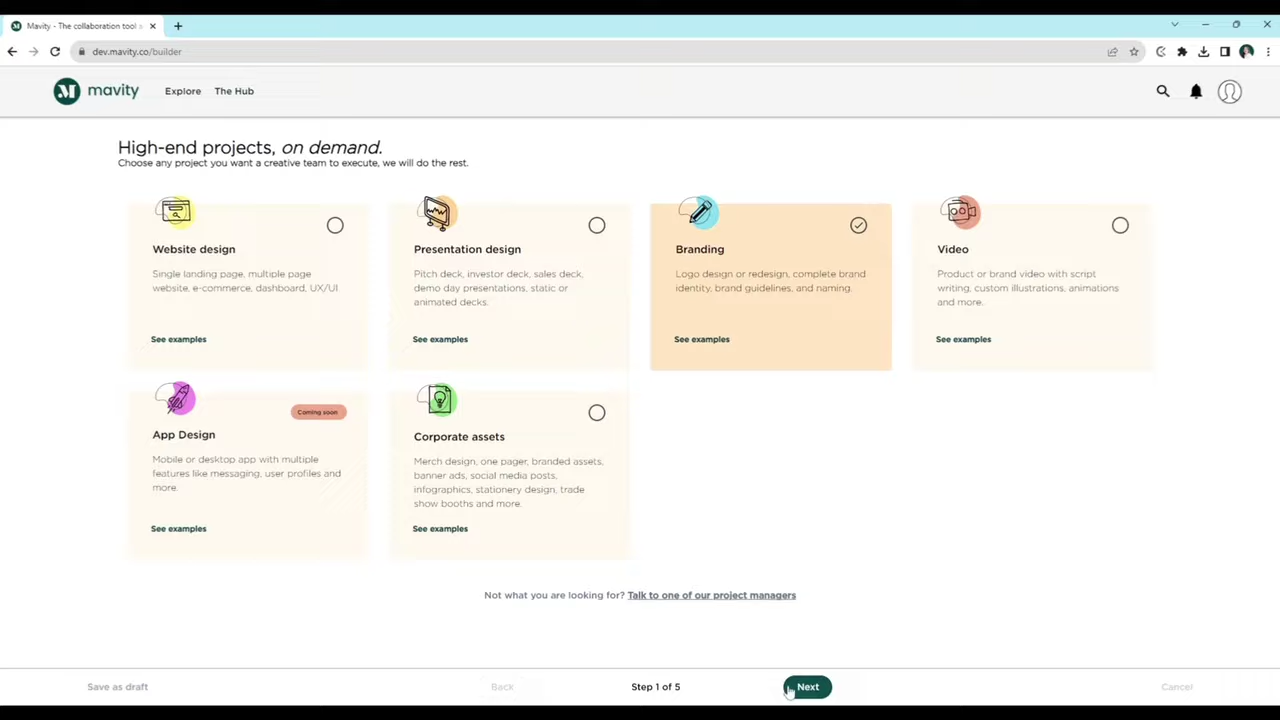 Mavity - The collaboration tool
dev.mavity.co/builder
mavity
Explore
The Hub
High-end projects, on demand.
Choose any project you want a creative team to execute, we will do the rest.
Website design
Single landing page, multiple page
website, e-commerce, dashboard, UX/UI
See examples
Presentation design
Pitch deck, investor deck, sales deck,
demo day presentations, static or
animated decks.
See examples
Branding
Logo design or redesign, complete brand
identity, brand guidelines, and naming.
See examples
Video
Product or brand video with script
writing, custom illustrations, animations
and more.
See examples
Coming soon
App Design
Mobile or desktop app with multiple
features like messaging, user profiles and
more.
See examples
Corporate assets
Merch design, one pager, branded assets,
banner ads, social media posts,
infographics, stationery design, trade
show booths and more.
See examples
Not what you are looking for? Talk to one of our project managers
Save as draft
Back
Step 1 of 5
Next
Cancel